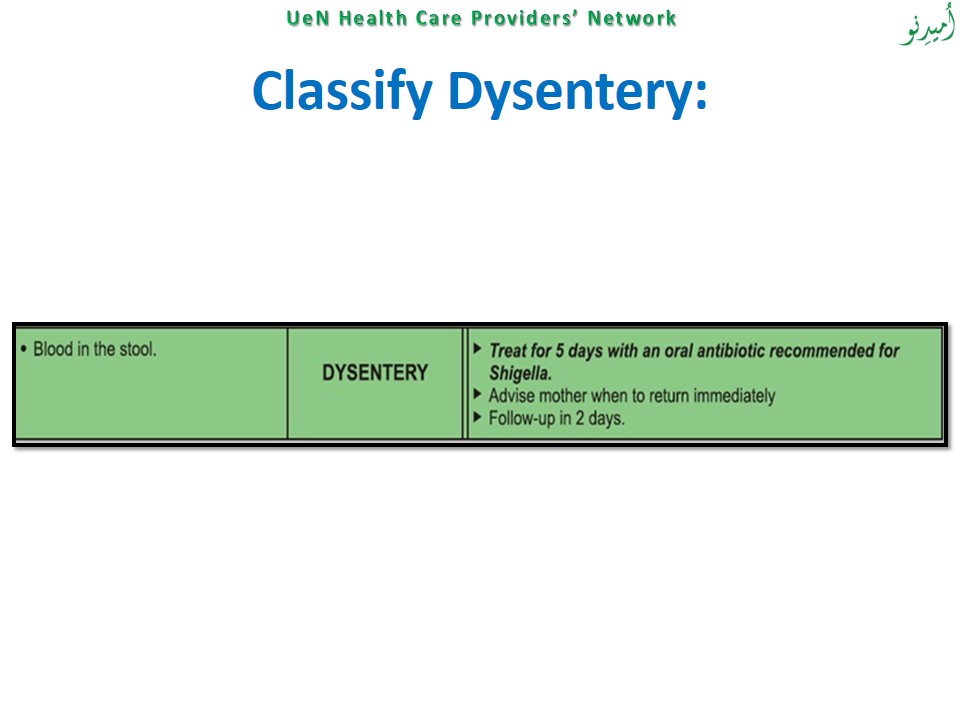 UeN Health Care Providers’ Network
اُمیدِنو
Classify Dysentery:
• Blood in the stool.
DYSENTERY
‣ Treat for 5 days with an oral antibiotic recommended for
Shigella.
‣ Advise mother when to return immediately
‣ Follow-up in 2 days.